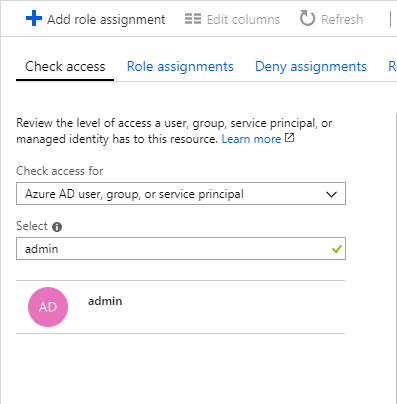 Add role assignment Edit columns Refresh
Check access Role assignments Deny assignments
Review the level of access a user, group, service principal, or
managed identity has to this resource. Learn more
Check access for
Azure AD user, group, or service principal
Select
admin
AD admin